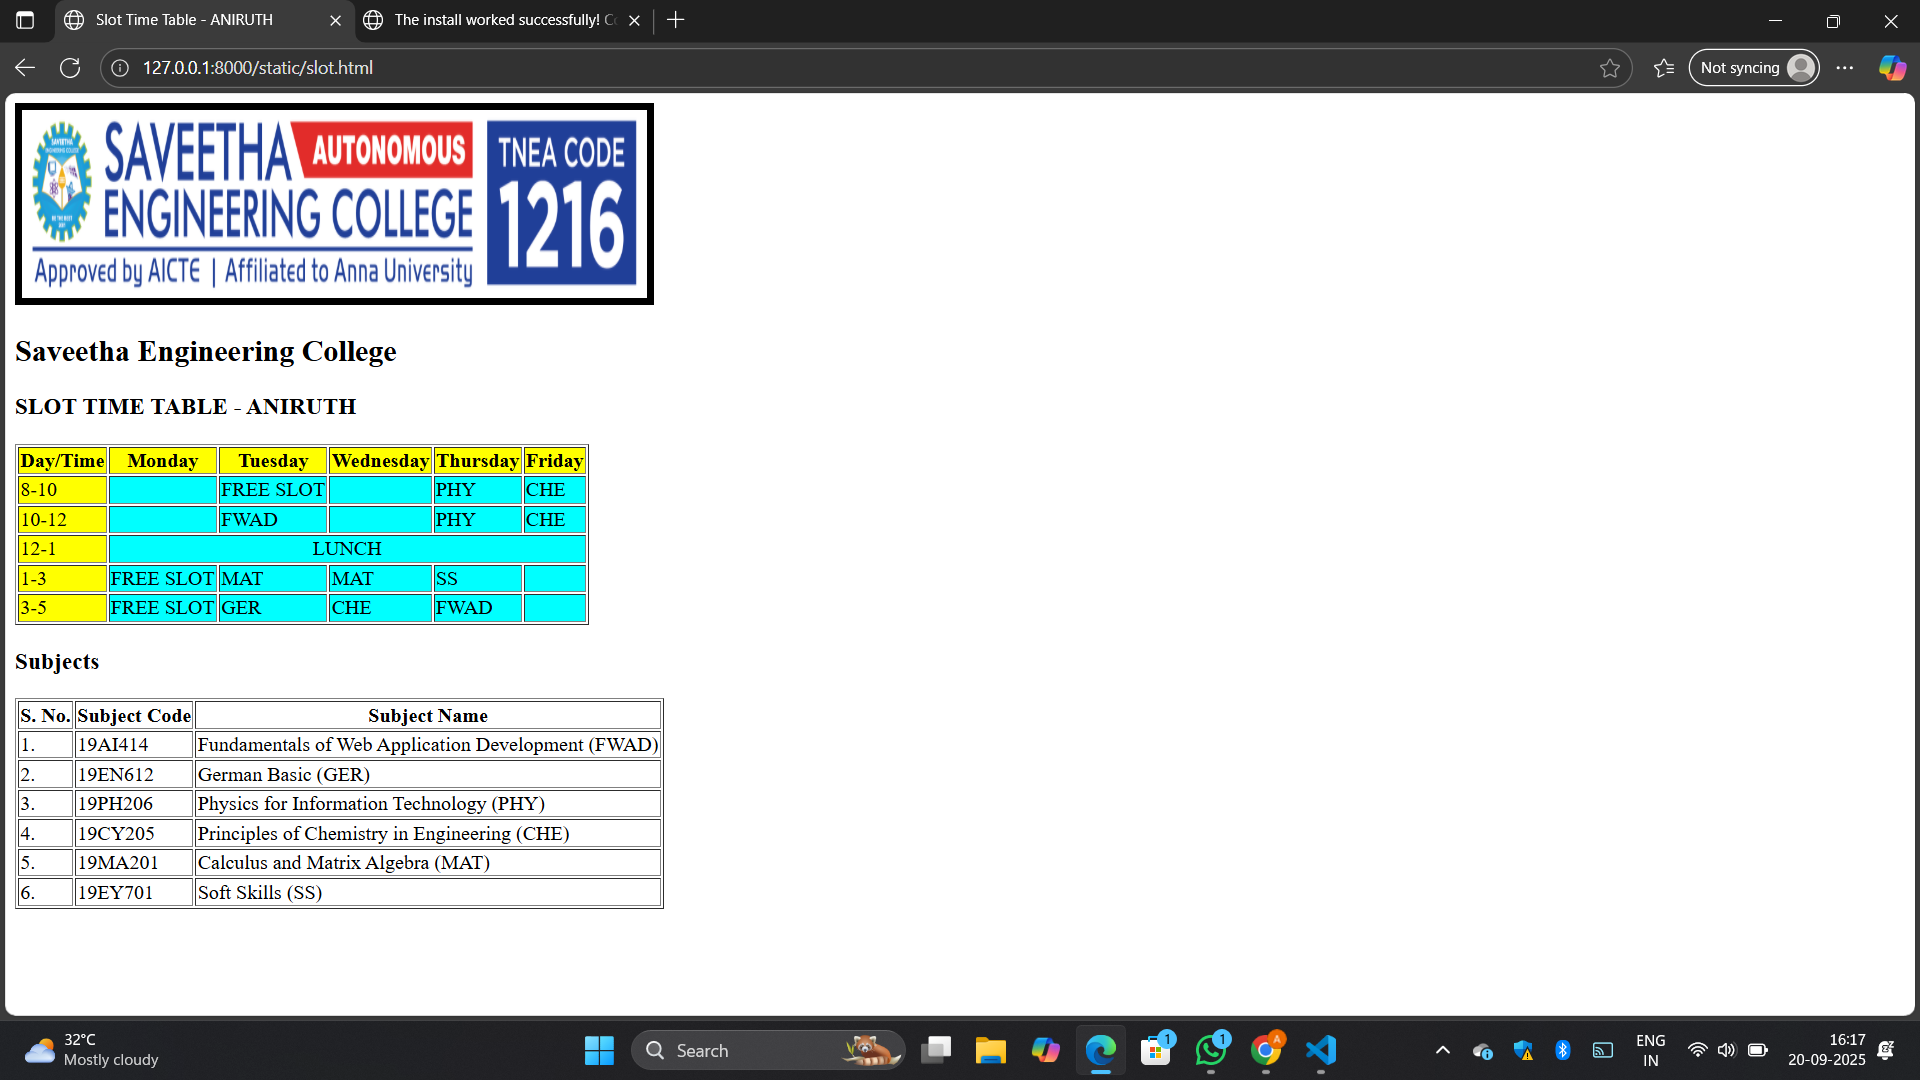 Slot Time Table - ANIRUTH
The install worked successfully! Co
127.0.0.1:8000/static/slot.html
Not syncing
SAVEETHA AUTONOMOUS
ENGINEERING COLLEGE
Approved by AICTE | Affiliated to Anna University
TNEA CODE
1216
Saveetha Engineering College
SLOT TIME TABLE - ANIRUTH
Day/Time Monday Tuesday Wednesday Thursday Friday
8-10 FREE SLOT PHY CHE
10-12 FWAD PHY CHE
12-1 LUNCH
1-3 FREE SLOT MAT MAT SS
3-5 FREE SLOT GER CHE FWAD
Subjects
S. No. Subject Code Subject Name
1. 19AI414 Fundamentals of Web Application Development (FWAD)
2. 19EN612 German Basic (GER)
3. 19PH206 Physics for Information Technology (PHY)
4. 19CY205 Principles of Chemistry in Engineering (CHE)
5. 19MA201 Calculus and Matrix Algebra (MAT)
6. 19EY701 Soft Skills (SS)
32°C
Mostly cloudy
Search
1
1
A
ENG
IN
16:17
20-09-2025